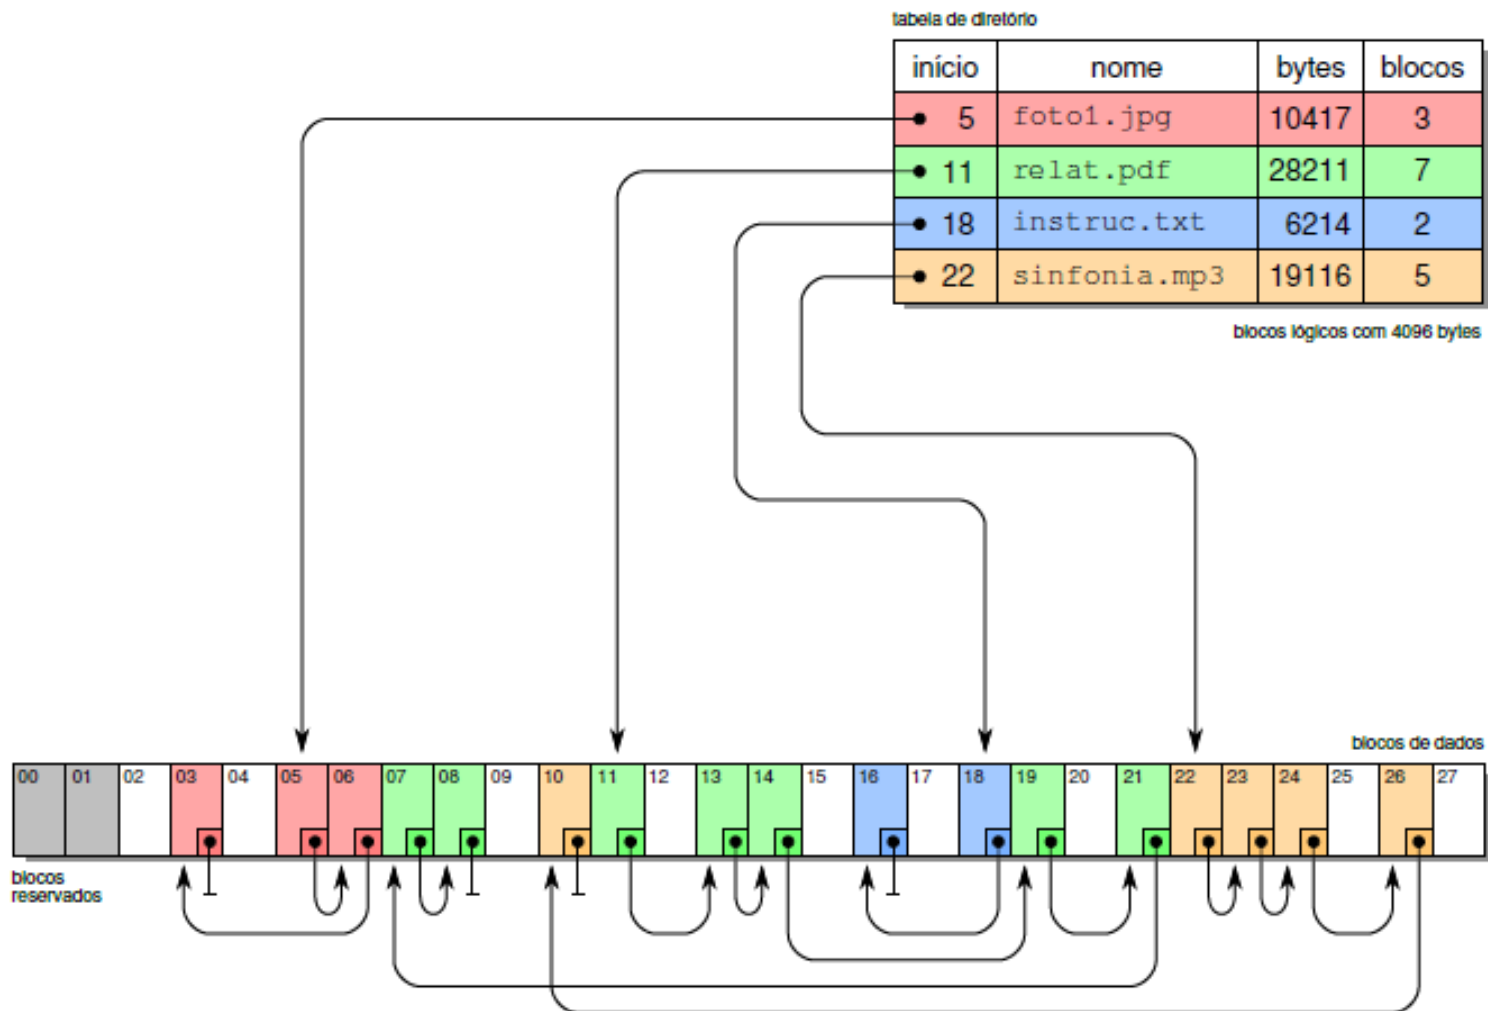 tabela de diretório
início nome bytes blocos
5 foto1.jpg 10417 3
11 relat.pdf 28211 7
18 instruc.txt 6214 2
22 sinfonia.mp3 19116 5
blocos lógicos com 4096 bytes
blocos de dados
00 01 02 03 04 05 06 07 08 09 10 11 12 13 14 15 16 17 18 19 20 21 22 23 24 25 26 27
blocos
reservados